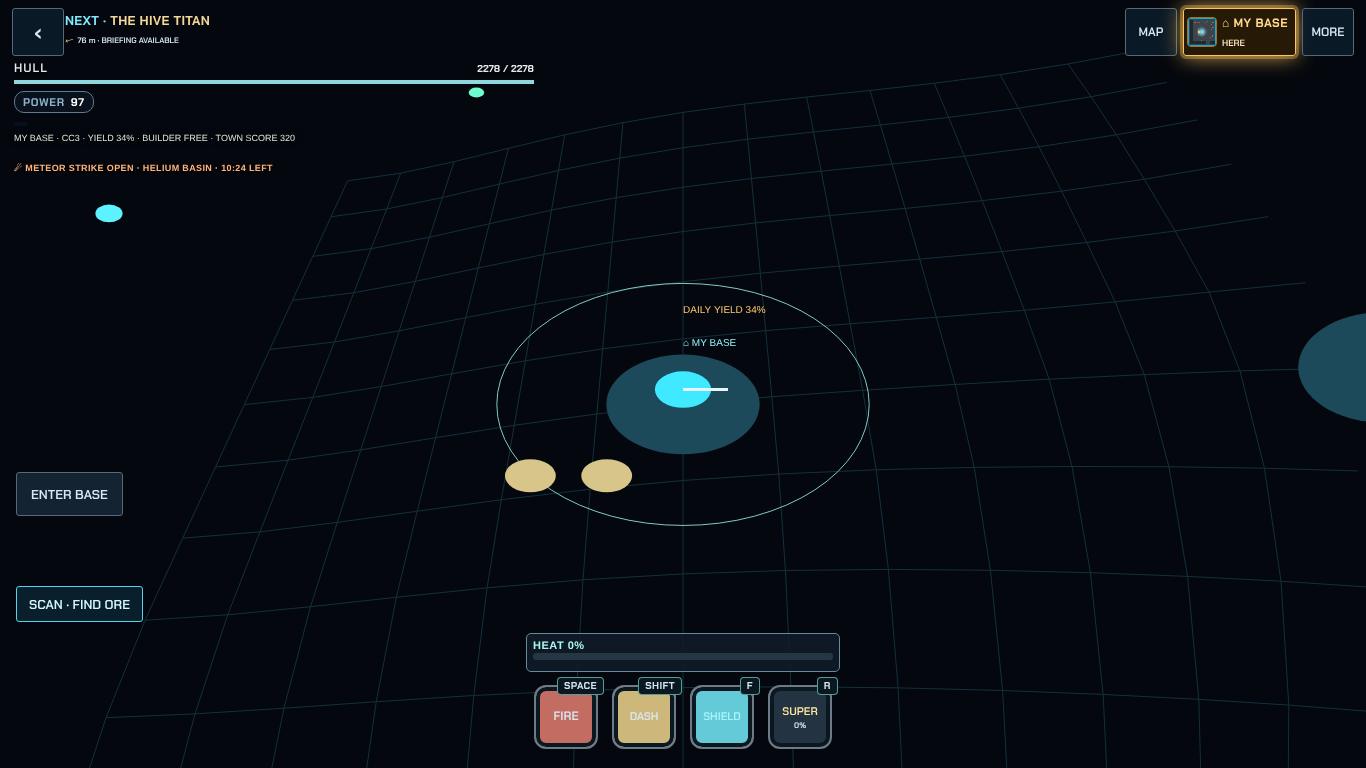 ‹
NEXT · THE HIVE TITAN
← 76 m · BRIEFING AVAILABLE
MAP
⌂ MY BASE
HERE
MORE
HULL
2278 / 2278
POWER 97
MY BASE · CC3 · YIELD 34% · BUILDER FREE · TOWN SCORE 320
☄ METEOR STRIKE OPEN · HELIUM BASIN · 10:24 LEFT
DAILY YIELD 34%
⌂ MY BASE
ENTER BASE
SCAN · FIND ORE
HEAT 0%
SPACE
SHIFT
F
R
FIRE
DASH
SHIELD
SUPER
0%